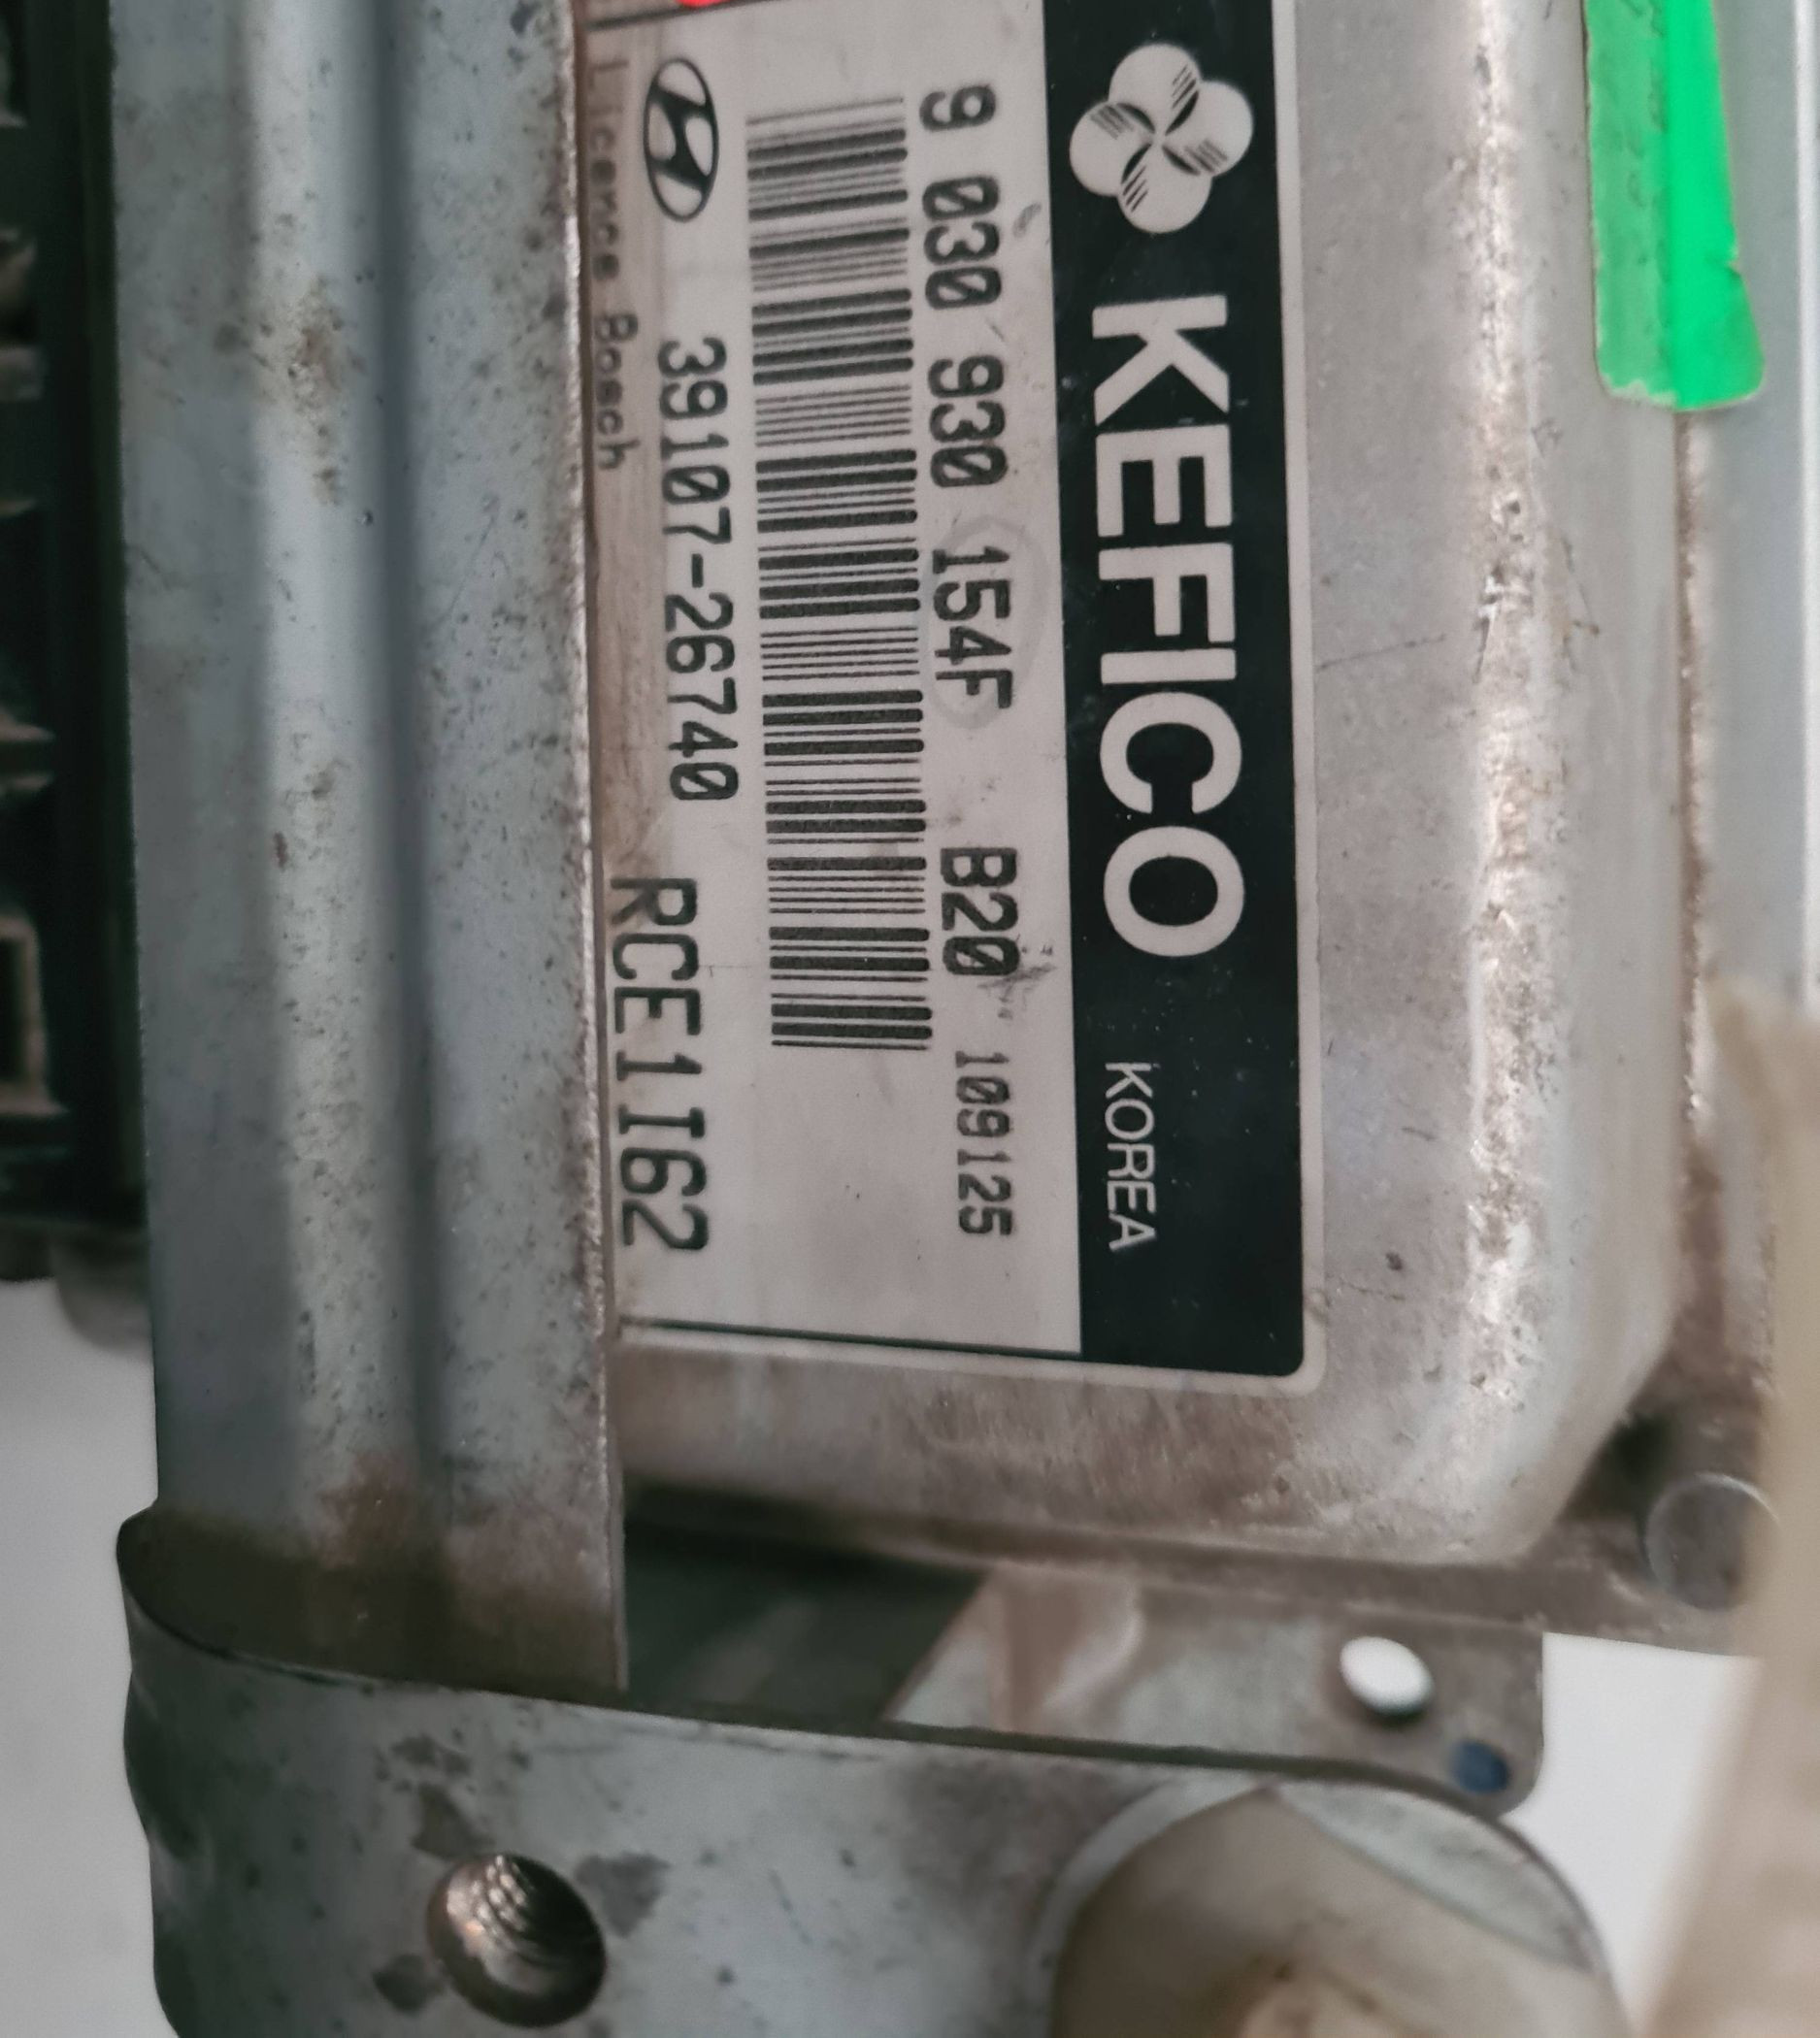 KEFICO KOREA
9 030 930 154F B20 109125
39107-26740 RCE1I62
Licence Bosch